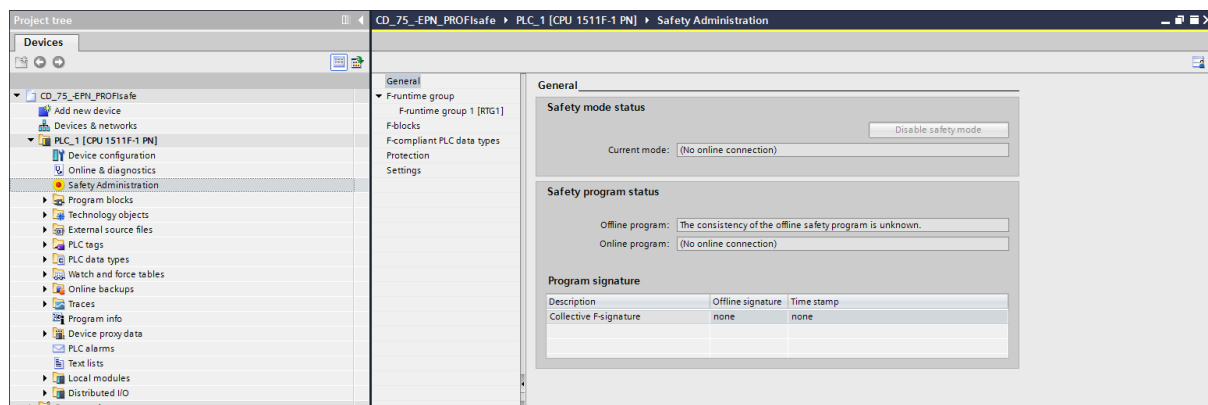 Project tree
CD_75_-EPN_PROFIsafe ▸ PLC_1 [CPU 1511F-1 PN] ▸ Safety Administration
Devices
CD_75_-EPN_PROFIsafe
Add new device
Devices & networks
PLC_1 [CPU 1511F-1 PN]
Device configuration
Online & diagnostics
Safety Administration
Program blocks
Technology objects
External source files
PLC tags
PLC data types
Watch and force tables
Online backups
Traces
Program info
Device proxy data
PLC alarms
Text lists
Local modules
Distributed I/O
General
F-runtime group
F-runtime group 1 [RTG1]
F-blocks
F-compliant PLC data types
Protection
Settings
General
Safety mode status
Disable safety mode
Current mode: (No online connection)
Safety program status
Offline program: The consistency of the offline safety program is unknown.
Online program: (No online connection)
Program signature
Description Offline signature Time stamp
Collective F-signature none none